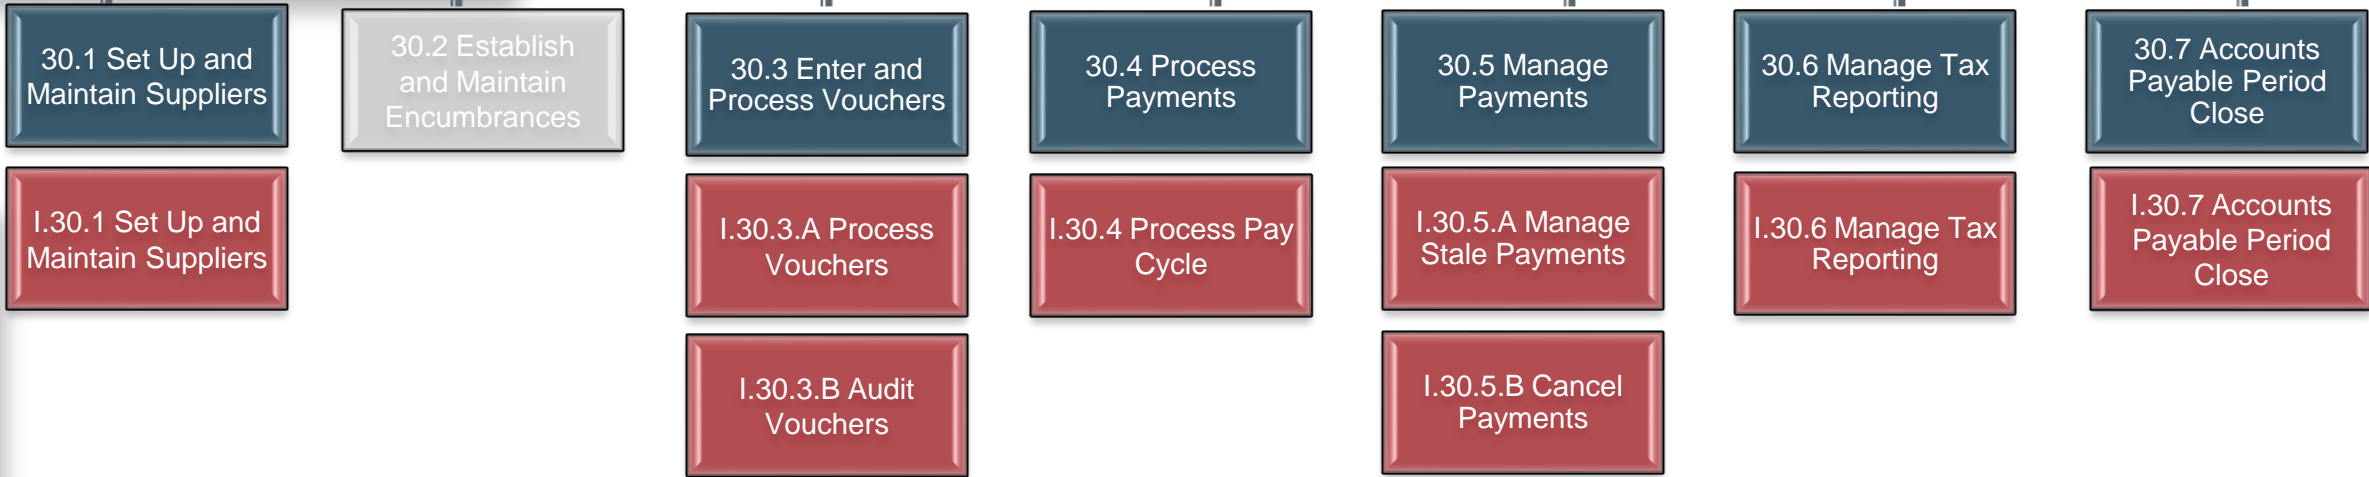 30.1 Set Up and
Maintain Suppliers
30.2 Establish
and Maintain
Encumbrances
30.3 Enter and
Process Vouchers
30.4 Process
Payments
30.5 Manage
Payments
30.6 Manage Tax
Reporting
30.7 Accounts
Payable Period
Close
I.30.1 Set Up and
Maintain Suppliers
I.30.3.A Process
Vouchers
I.30.4 Process Pay
Cycle
I.30.5.A Manage
Stale Payments
I.30.6 Manage Tax
Reporting
I.30.7 Accounts
Payable Period
Close
I.30.3.B Audit
Vouchers
I.30.5.B Cancel
Payments